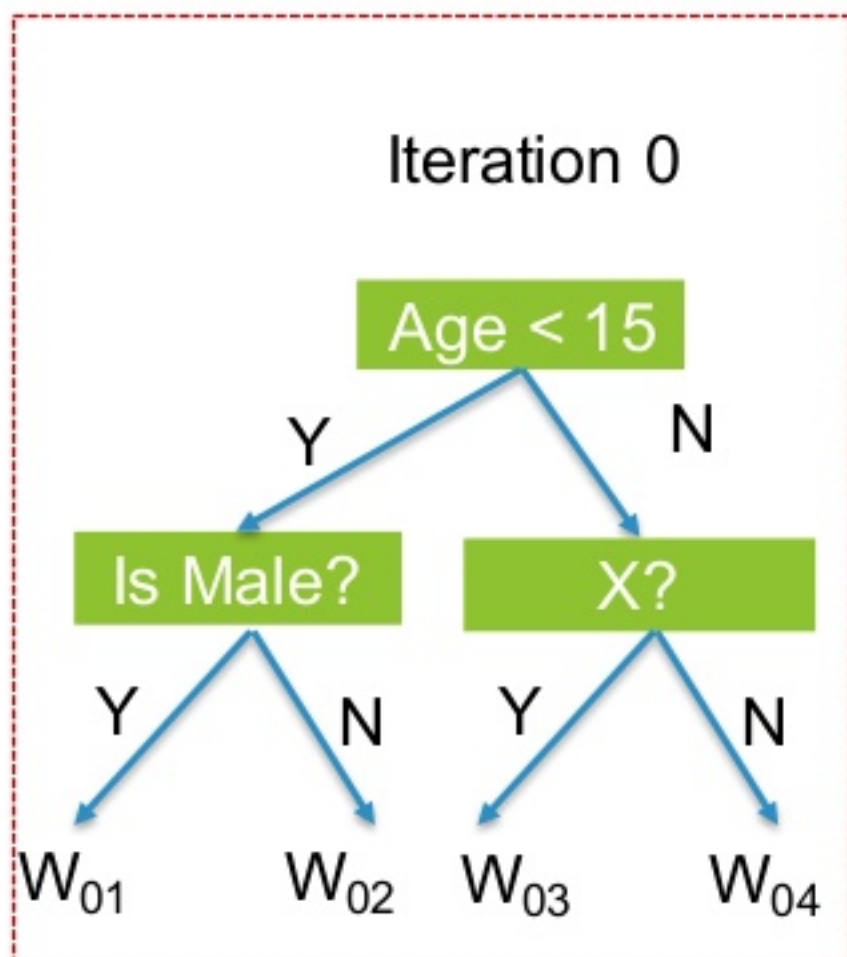 Iteration 0
Age < 15
Y N
Is Male? X?
Y N Y N
W₀₁ W₀₂ W₀₃ W₀₄